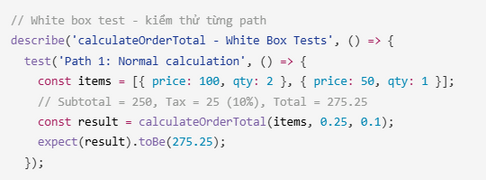 // White box test - kiểm thử từng path
describe('calculateOrderTotal - White Box Tests', () => {
test('Path 1: Normal calculation', () => {
const items = [{ price: 100, qty: 2 }, { price: 50, qty: 1 }];
// Subtotal = 250, Tax = 25 (10%), Total = 275.25
const result = calculateOrderTotal(items, 0.25, 0.1);
expect(result).toBe(275.25);
});